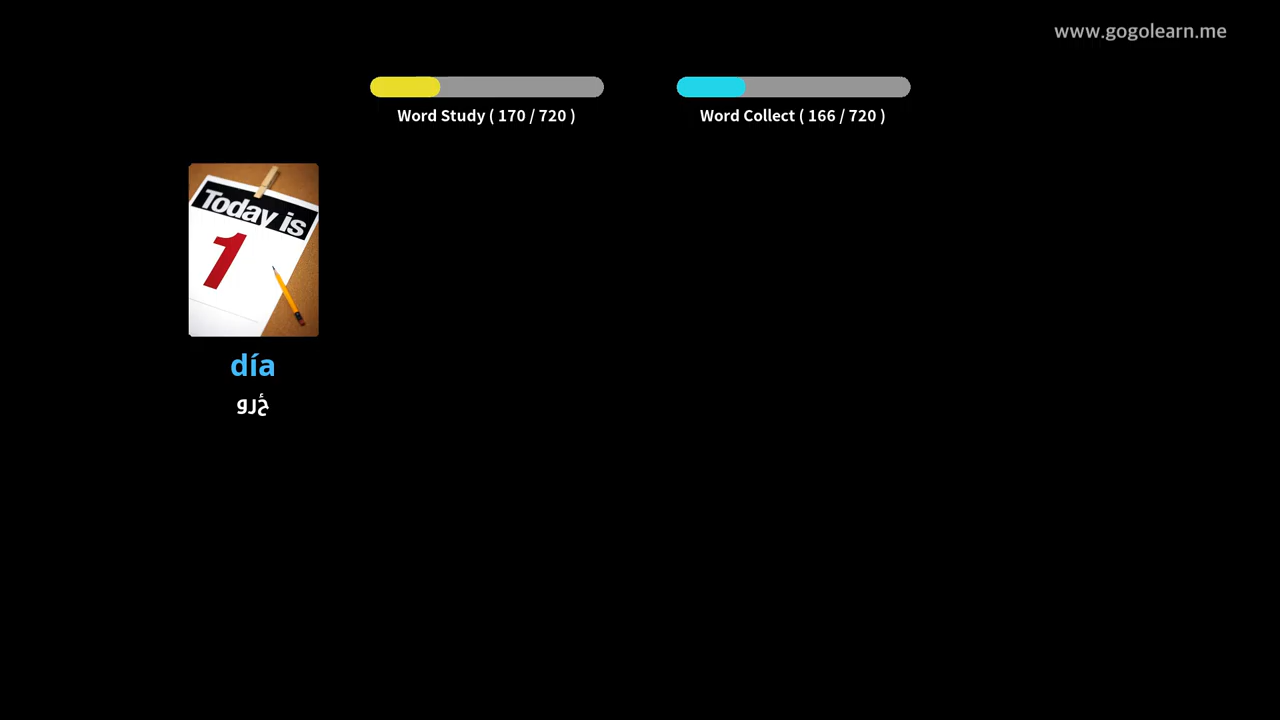 www.gogolearn.me
Word Study ( 170 / 720 )
Word Collect ( 166 / 720 )
Today is
1
día
ځرو